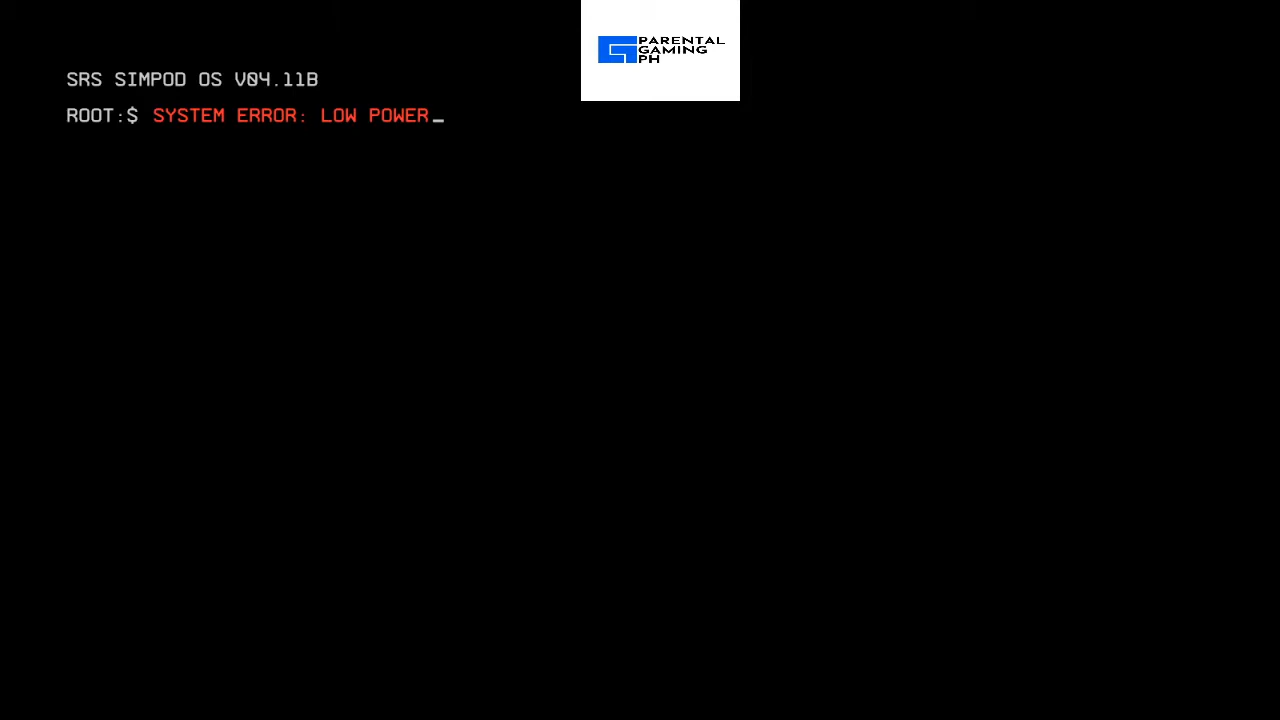 PARENTAL
GAMING
PH
SRS SIMPOD OS V04.11B
ROOT:$ SYSTEM ERROR: LOW POWER_